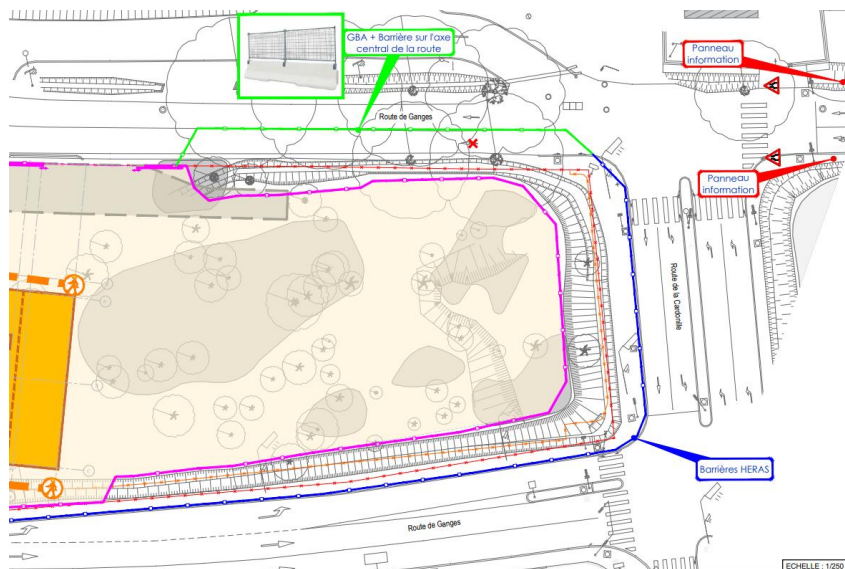 GBA + Barrière sur l'axe
central de la route
Panneau
information
Route de Ganges
Panneau
information
Route de la Cardonille
Barrières HERAS
Route de Ganges
ECHELLE : 1/250